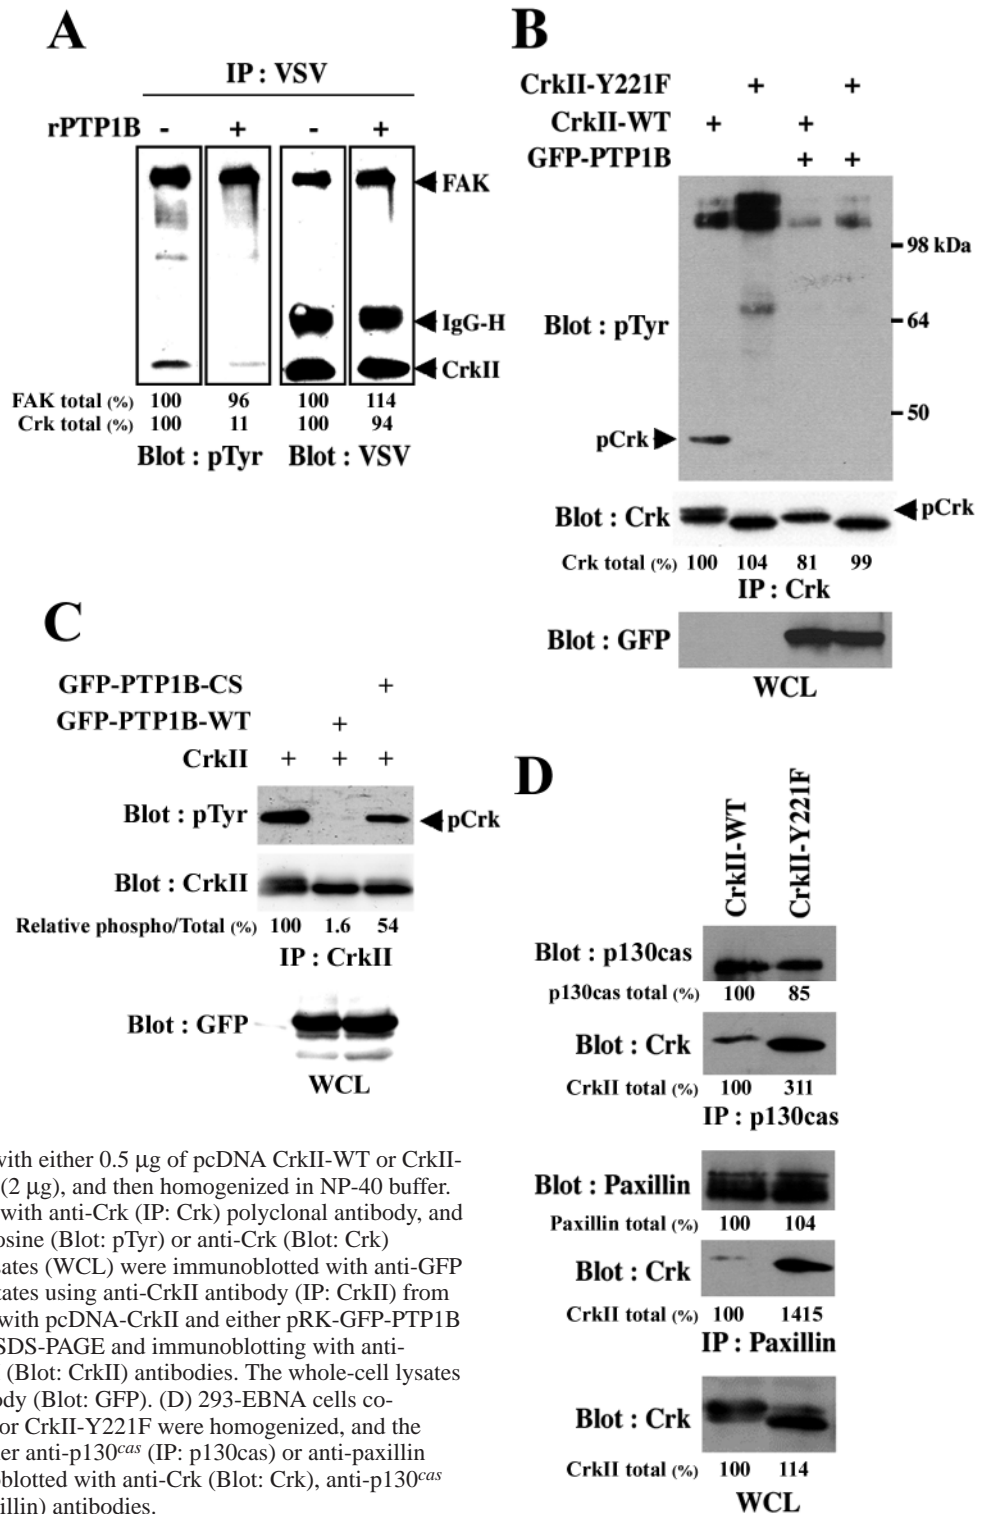 A
IP : VSV
rPTP1B - + - +
FAK
IgG-H
CrkII
FAK total (%) 100 96 100 114
Crk total (%) 100 11 100 94
Blot : pTyr Blot : VSV
B
CrkII-Y221F + +
CrkII-WT + +
GFP-PTP1B + +
98 kDa
Blot : pTyr
64
50
pCrk
Blot : Crk
pCrk
Crk total (%) 100 104 81 99
IP : Crk
Blot : GFP
WCL
C
GFP-PTP1B-CS +
GFP-PTP1B-WT +
CrkII + + +
Blot : pTyr
pCrk
Blot : CrkII
Relative phospho/Total (%) 100 1.6 54
IP : CrkII
Blot : GFP
WCL
D
CrkII-WT
CrkII-Y221F
Blot : p130cas
p130cas total (%) 100 85
Blot : Crk
CrkII total (%) 100 311
IP : p130cas
Blot : Paxillin
Paxillin total (%) 100 104
Blot : Crk
CrkII total (%) 100 1415
IP : Paxillin
Blot : Crk
CrkII total (%) 100 114
WCL
with either 0.5 μg of pcDNA CrkII-WT or CrkII-
(2 μg), and then homogenized in NP-40 buffer.
with anti-Crk (IP: Crk) polyclonal antibody, and
osine (Blot: pTyr) or anti-Crk (Blot: Crk)
sates (WCL) were immunoblotted with anti-GFP
tates using anti-CrkII antibody (IP: CrkII) from
with pcDNA-CrkII and either pRK-GFP-PTP1B
SDS-PAGE and immunoblotting with anti-
(Blot: CrkII) antibodies. The whole-cell lysates
ody (Blot: GFP). (D) 293-EBNA cells co-
or CrkII-Y221F were homogenized, and the
er anti-p130cas (IP: p130cas) or anti-paxillin
oblotted with anti-Crk (Blot: Crk), anti-p130cas
illin) antibodies.